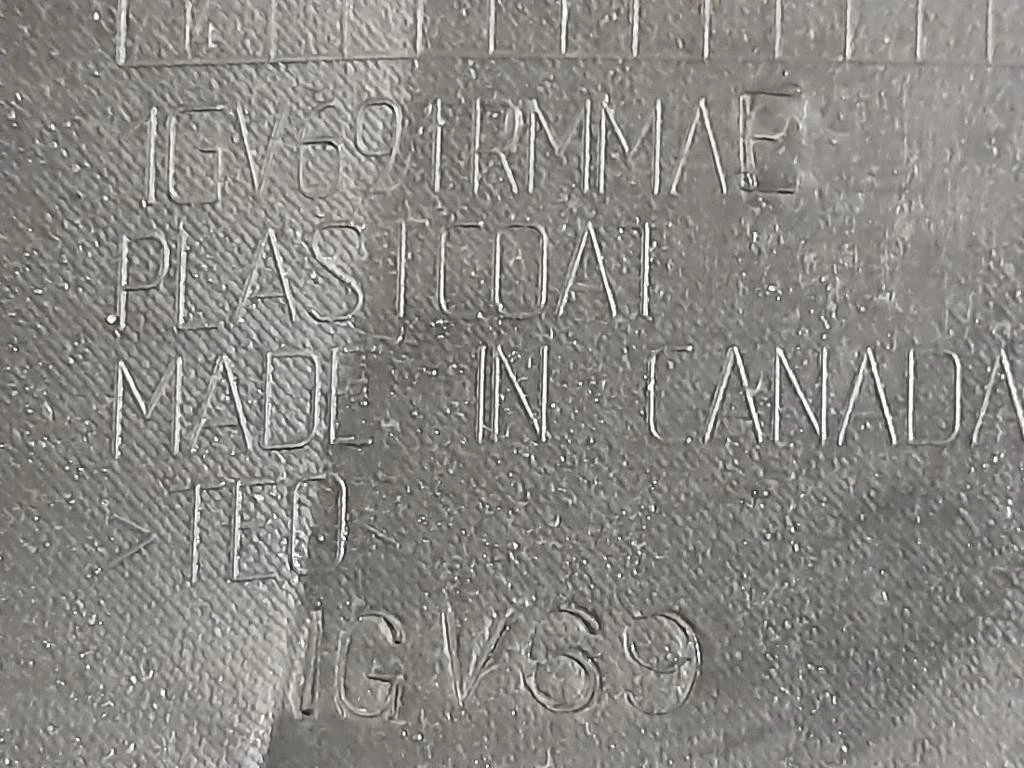 1GV691RMMAE
PLASTCOAT
MADE IN CANADA
>TEO<
1GV69